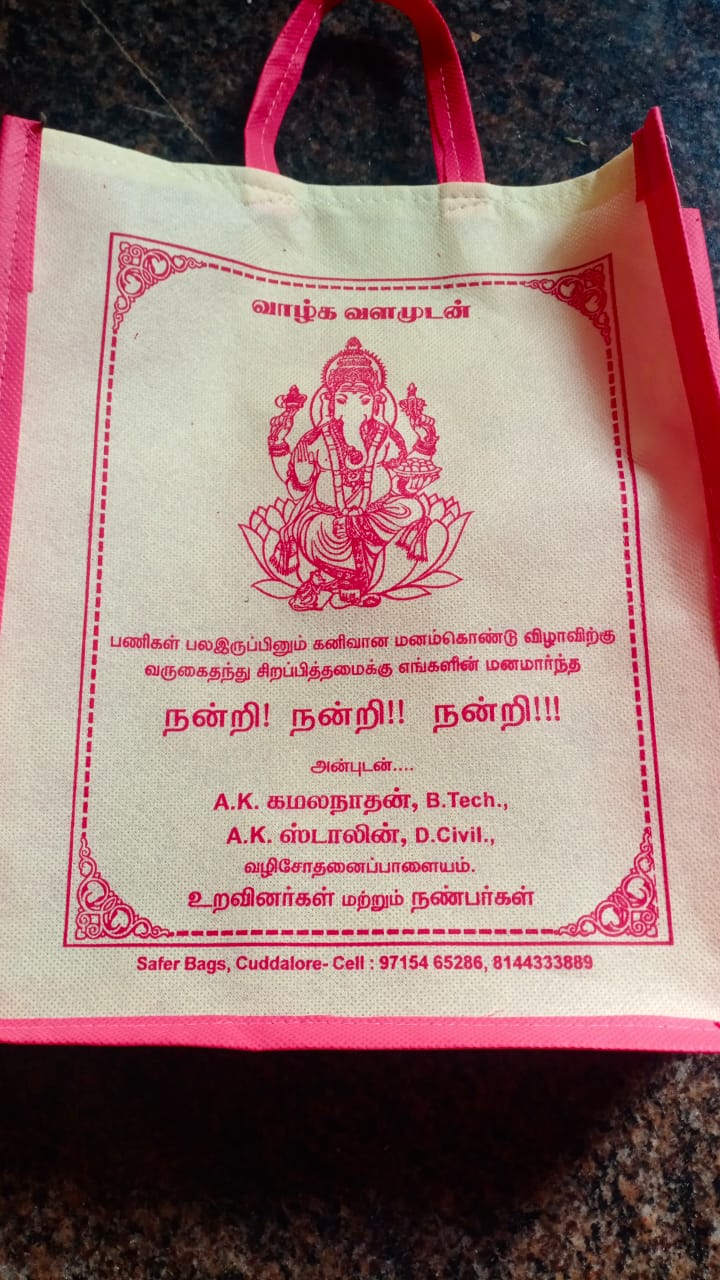 வாழ்க வளமுடன்
பணிகள் பலஇருப்பினும் கனிவான மனம்கொண்டு விழாவிற்கு
வருகைதந்து சிறப்பித்தமைக்கு எங்களின் மனமார்ந்த
நன்றி! நன்றி!! நன்றி!!!
அன்புடன்....
A.K. கமலநாதன், B.Tech.,
A.K. ஸ்டாலின், D.Civil.,
வழிசோதனைப்பாளையம்.
உறவினர்கள் மற்றும் நண்பர்கள்
Safer Bags, Cuddalore- Cell : 97154 65286, 8144333889